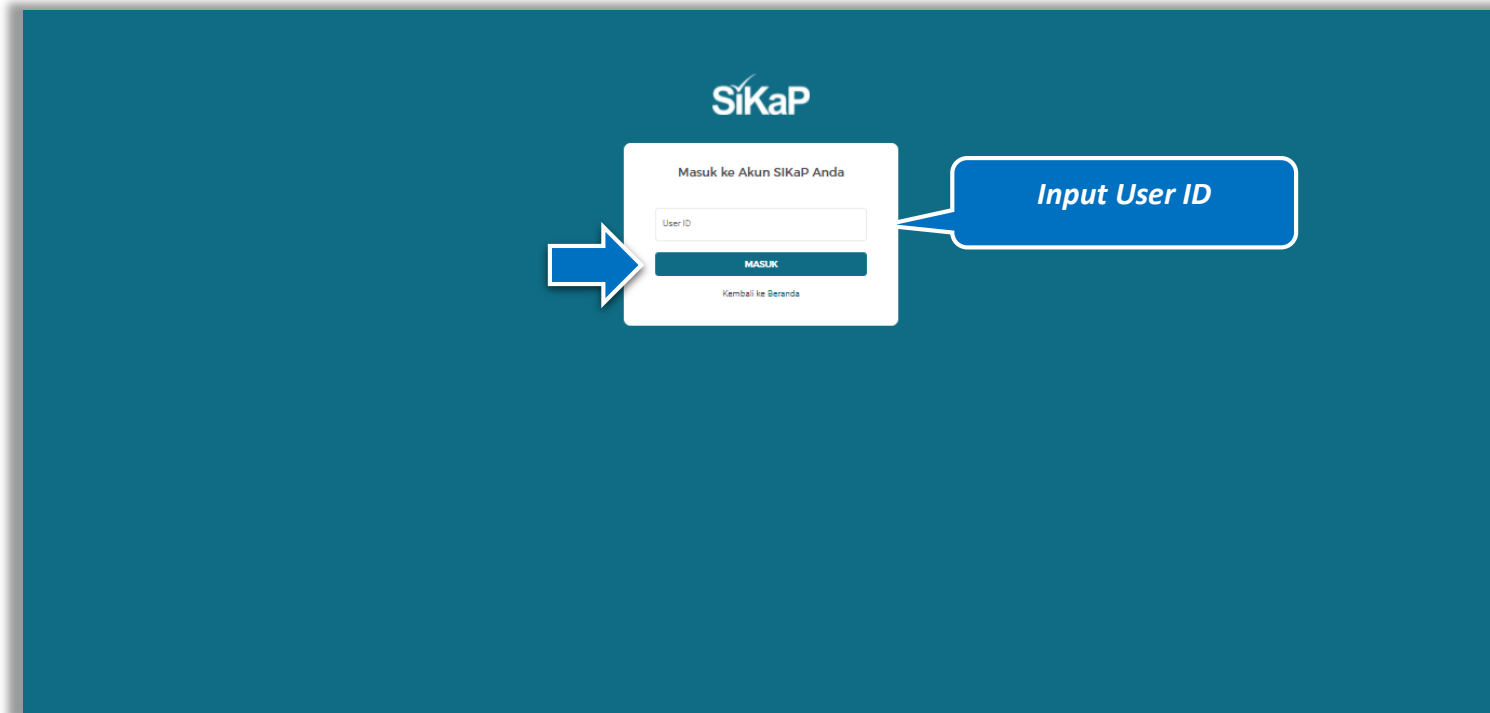 SiKaP
Masuk ke Akun SIKaP Anda
User ID
Input User ID
MASUK
Kembali ke Beranda